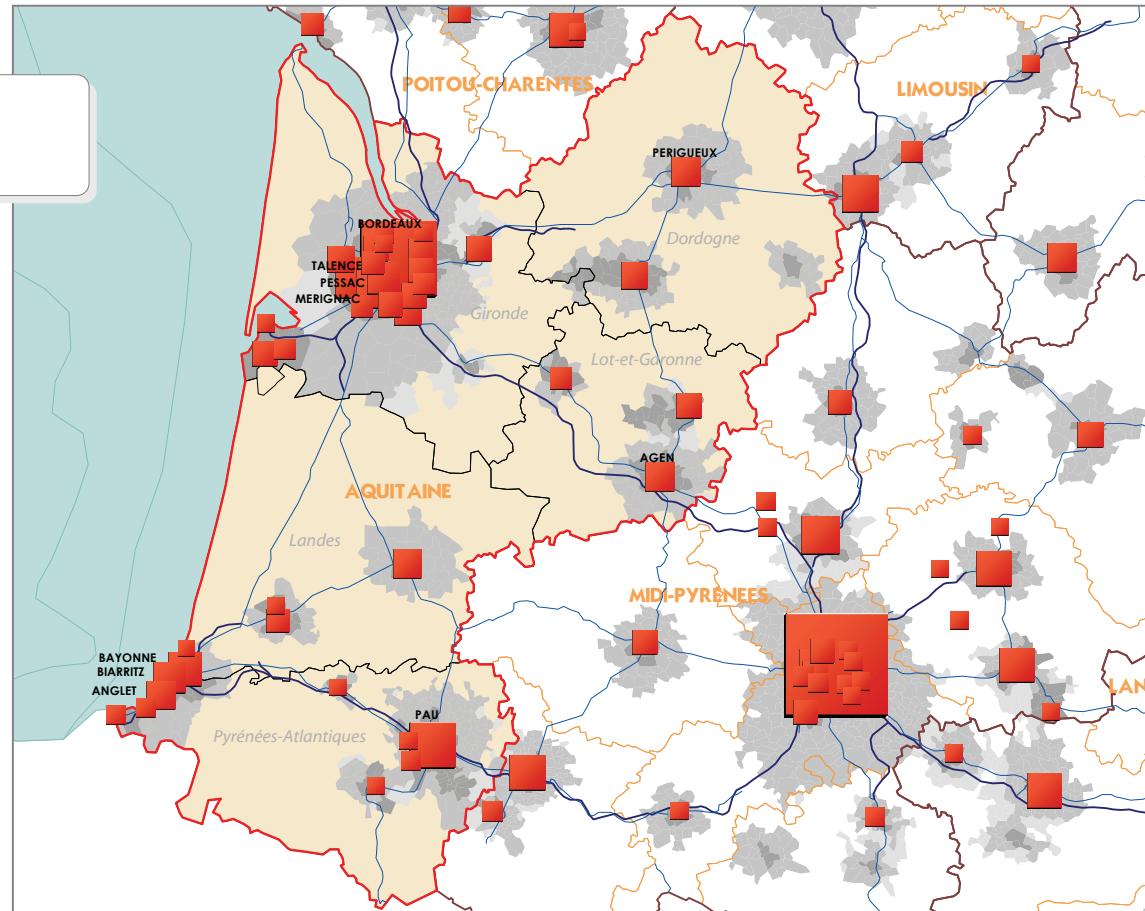 POITOU-CHARENTES
LIMOUSIN
PERIGUEUX
BORDEAUX
Dordogne
TALENCE
PESSAC
MERIGNAC
Gironde
Lot-et-Garonne
AGEN
AQUITAINE
Landes
MIDI-PYRÉNÉES
BAYONNE
BIARRITZ
ANGLET
LAN
PAU
Pyrénées-Atlantiques